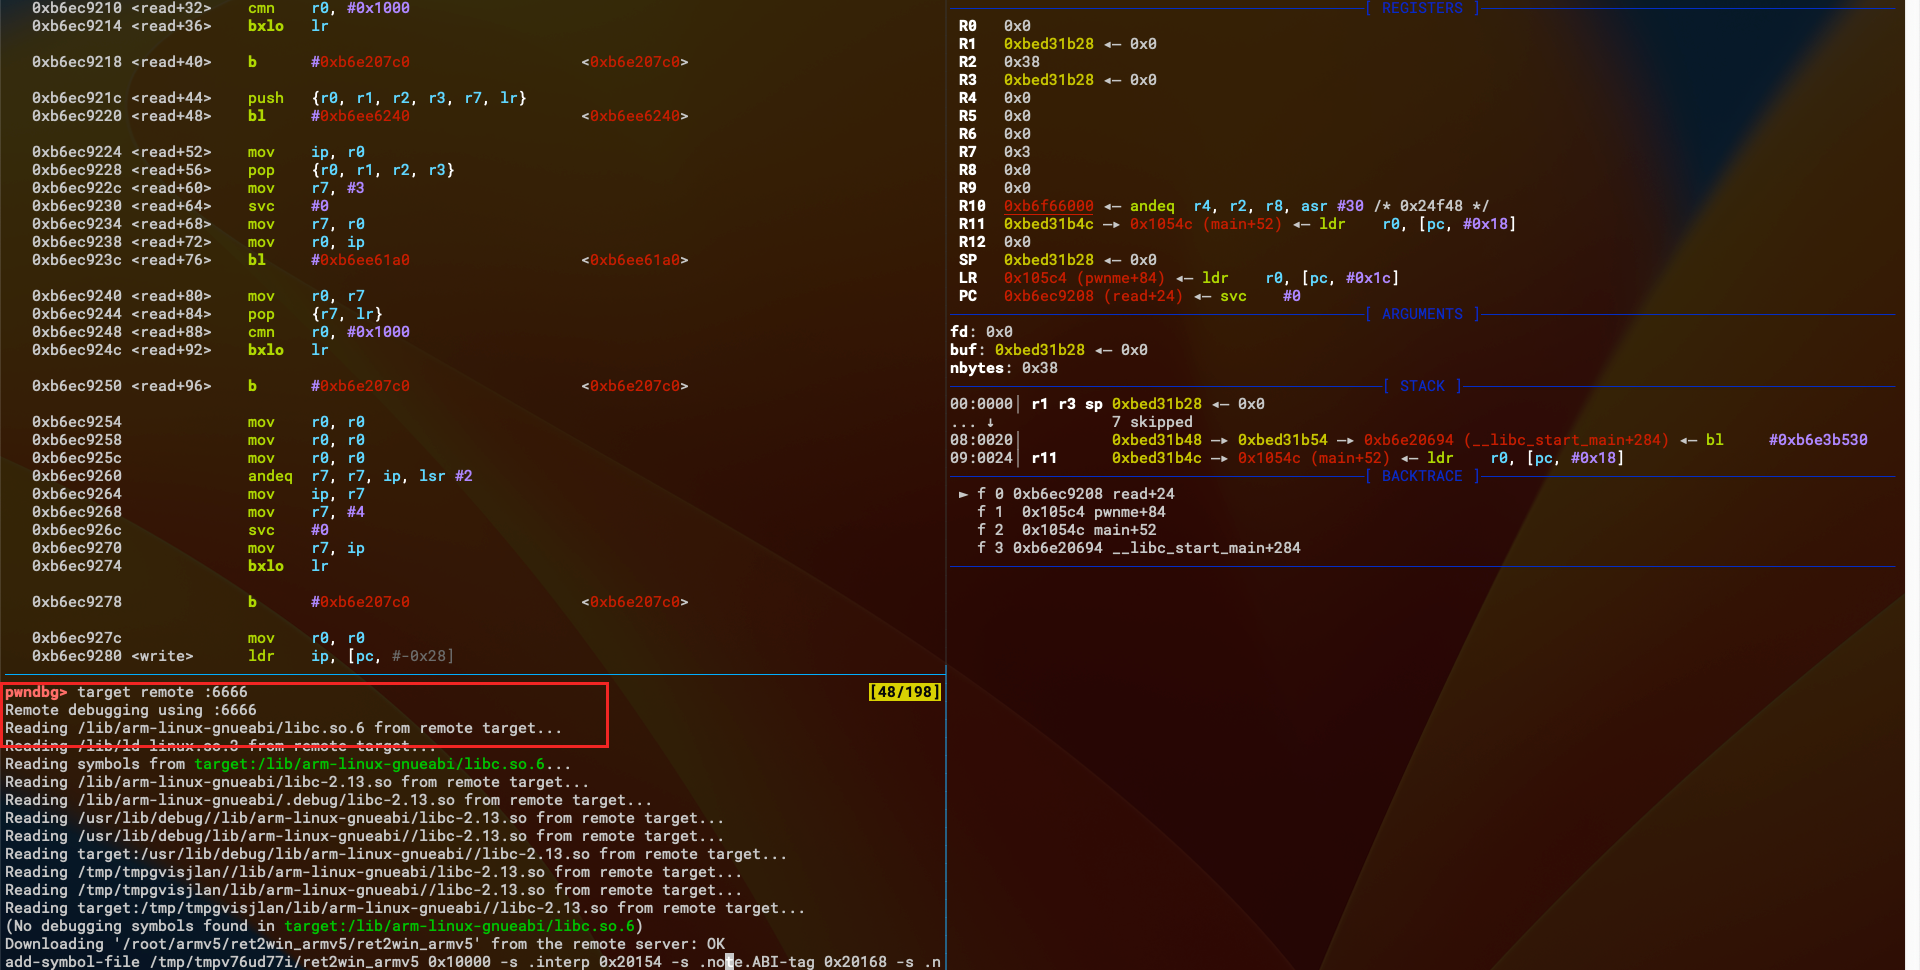 0xb6ec9210 <read+32> cmn r0, #0x1000
0xb6ec9214 <read+36> bxlo lr
0xb6ec9218 <read+40> b #0xb6e207c0 <0xb6e207c0>
0xb6ec921c <read+44> push {r0, r1, r2, r3, r7, lr}
0xb6ec9220 <read+48> bl #0xb6ee6240 <0xb6ee6240>
0xb6ec9224 <read+52> mov ip, r0
0xb6ec9228 <read+56> pop {r0, r1, r2, r3}
0xb6ec922c <read+60> mov r7, #3
0xb6ec9230 <read+64> svc #0
0xb6ec9234 <read+68> mov r7, r0
0xb6ec9238 <read+72> mov r0, ip
0xb6ec923c <read+76> bl #0xb6ee61a0 <0xb6ee61a0>
0xb6ec9240 <read+80> mov r0, r7
0xb6ec9244 <read+84> pop {r7, lr}
0xb6ec9248 <read+88> cmn r0, #0x1000
0xb6ec924c <read+92> bxlo lr
0xb6ec9250 <read+96> b #0xb6e207c0 <0xb6e207c0>
0xb6ec9254 mov r0, r0
0xb6ec9258 mov r0, r0
0xb6ec925c mov r0, r0
0xb6ec9260 andeq r7, r7, ip, lsr #2
0xb6ec9264 mov ip, r7
0xb6ec9268 mov r7, #4
0xb6ec926c svc #0
0xb6ec9270 mov r7, ip
0xb6ec9274 bxlo lr
0xb6ec9278 b #0xb6e207c0 <0xb6e207c0>
0xb6ec927c mov r0, r0
0xb6ec9280 <write> ldr ip, [pc, #-0x28]
pwndbg> target remote :6666 [48/198]
Remote debugging using :6666
Reading /lib/arm-linux-gnueabi/libc.so.6 from remote target...
Reading /lib/ld-linux.so.3 from remote target...
Reading symbols from target:/lib/arm-linux-gnueabi/libc.so.6...
Reading /lib/arm-linux-gnueabi/libc-2.13.so from remote target...
Reading /lib/arm-linux-gnueabi/.debug/libc-2.13.so from remote target...
Reading /usr/lib/debug//lib/arm-linux-gnueabi/libc-2.13.so from remote target...
Reading /usr/lib/debug/lib/arm-linux-gnueabi//libc-2.13.so from remote target...
Reading target:/usr/lib/debug/lib/arm-linux-gnueabi//libc-2.13.so from remote target...
Reading /tmp/tmpgvisjlan//lib/arm-linux-gnueabi/libc-2.13.so from remote target...
Reading /tmp/tmpgvisjlan/lib/arm-linux-gnueabi//libc-2.13.so from remote target...
Reading target:/tmp/tmpgvisjlan/lib/arm-linux-gnueabi//libc-2.13.so from remote target...
(No debugging symbols found in target:/lib/arm-linux-gnueabi/libc.so.6)
Downloading '/root/armv5/ret2win_armv5/ret2win_armv5' from the remote server: OK
add-symbol-file /tmp/tmpv76ud77i/ret2win_armv5 0x10000 -s .interp 0x20154 -s .note.ABI-tag 0x20168 -s .n
[ REGISTERS ]
R0 0x0
R1 0xbed31b28 ◂— 0x0
R2 0x38
R3 0xbed31b28 ◂— 0x0
R4 0x0
R5 0x0
R6 0x0
R7 0x3
R8 0x0
R9 0x0
R10 0xb6f66000 ◂— andeq r4, r2, r8, asr #30 /* 0x24f48 */
R11 0xbed31b4c —▸ 0x1054c (main+52) ◂— ldr r0, [pc, #0x18]
R12 0x0
SP 0xbed31b28 ◂— 0x0
LR 0x105c4 (pwnme+84) ◂— ldr r0, [pc, #0x1c]
PC 0xb6ec9208 (read+24) ◂— svc #0
[ ARGUMENTS ]
fd: 0x0
buf: 0xbed31b28 ◂— 0x0
nbytes: 0x38
[ STACK ]
00:0000│ r1 r3 sp 0xbed31b28 ◂— 0x0
... ↓ 7 skipped
08:0020│ 0xbed31b48 —▸ 0xbed31b54 —▸ 0xb6e20694 (__libc_start_main+284) ◂— bl #0xb6e3b530
09:0024│ r11 0xbed31b4c —▸ 0x1054c (main+52) ◂— ldr r0, [pc, #0x18]
[ BACKTRACE ]
► f 0 0xb6ec9208 read+24
f 1 0x105c4 pwnme+84
f 2 0x1054c main+52
f 3 0xb6e20694 __libc_start_main+284